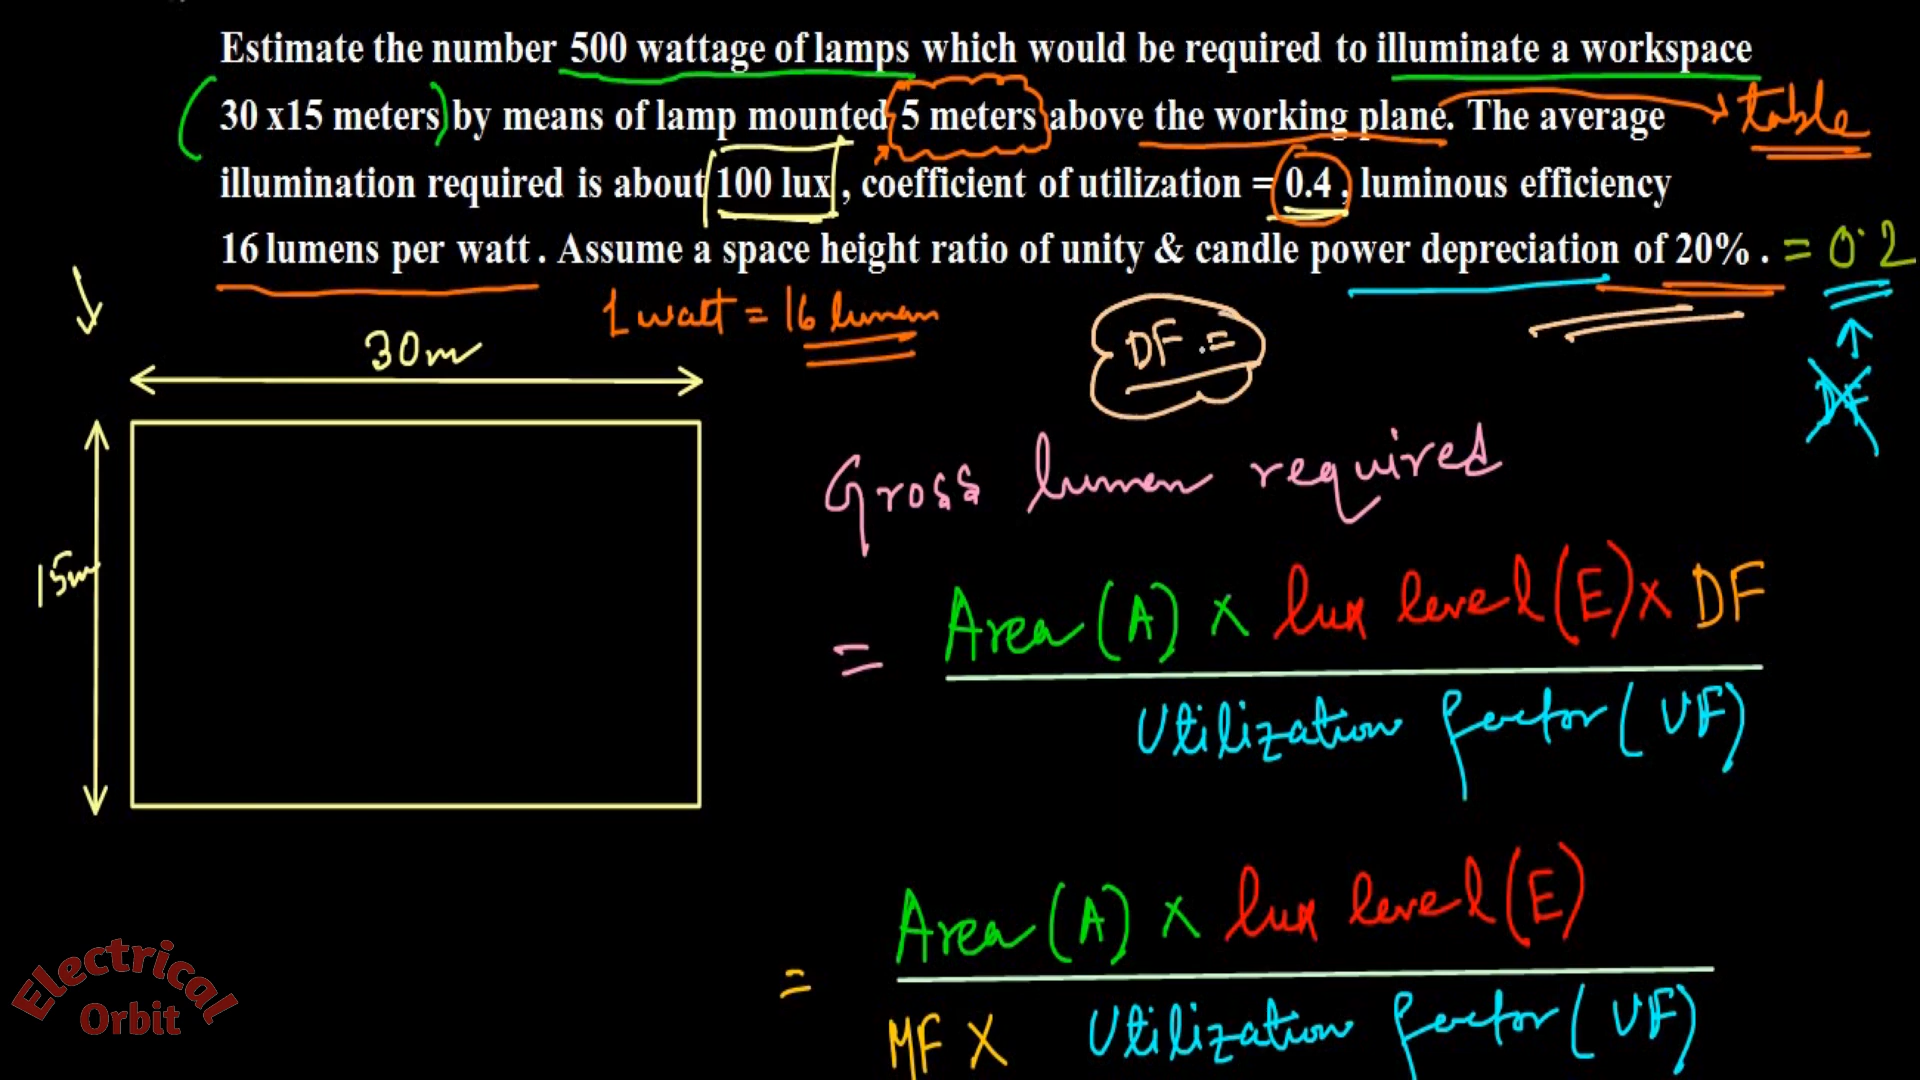 Estimate the number 500 wattage of lamps which would be required to illuminate a workspace
30 x15 meters by means of lamp mounted 5 meters above the working plane. The average
table
illumination required is about 100 lux , coefficient of utilization = 0.4 , luminous efficiency
16 lumens per watt . Assume a space height ratio of unity & candle power depreciation of 20% . = 0.2
1 watt = 16 lumen
DF =
DF
30m
15m
Gross lumen required
= Area (A) x lux level (E) x DF
Utilization factor (UF)
= Area (A) x lux level (E)
MF x Utilization factor (UF)
Electrical
Orbit